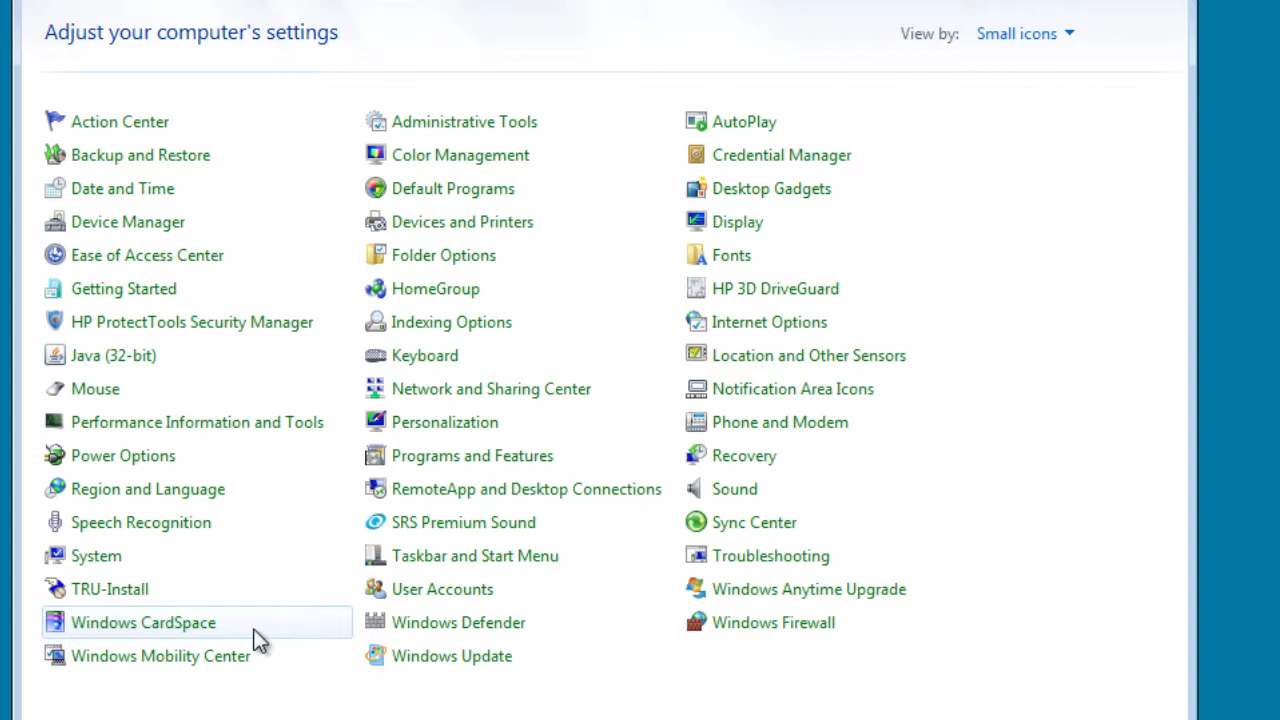 Adjust your computer's settings
View by: Small icons
Action Center Administrative Tools AutoPlay
Backup and Restore Color Management Credential Manager
Date and Time Default Programs Desktop Gadgets
Device Manager Devices and Printers Display
Ease of Access Center Folder Options Fonts
Getting Started HomeGroup HP 3D DriveGuard
HP ProtectTools Security Manager Indexing Options Internet Options
Java (32-bit) Keyboard Location and Other Sensors
Mouse Network and Sharing Center Notification Area Icons
Performance Information and Tools Personalization Phone and Modem
Power Options Programs and Features Recovery
Region and Language RemoteApp and Desktop Connections Sound
Speech Recognition SRS Premium Sound Sync Center
System Taskbar and Start Menu Troubleshooting
TRU-Install User Accounts Windows Anytime Upgrade
Windows CardSpace Windows Defender Windows Firewall
Windows Mobility Center Windows Update